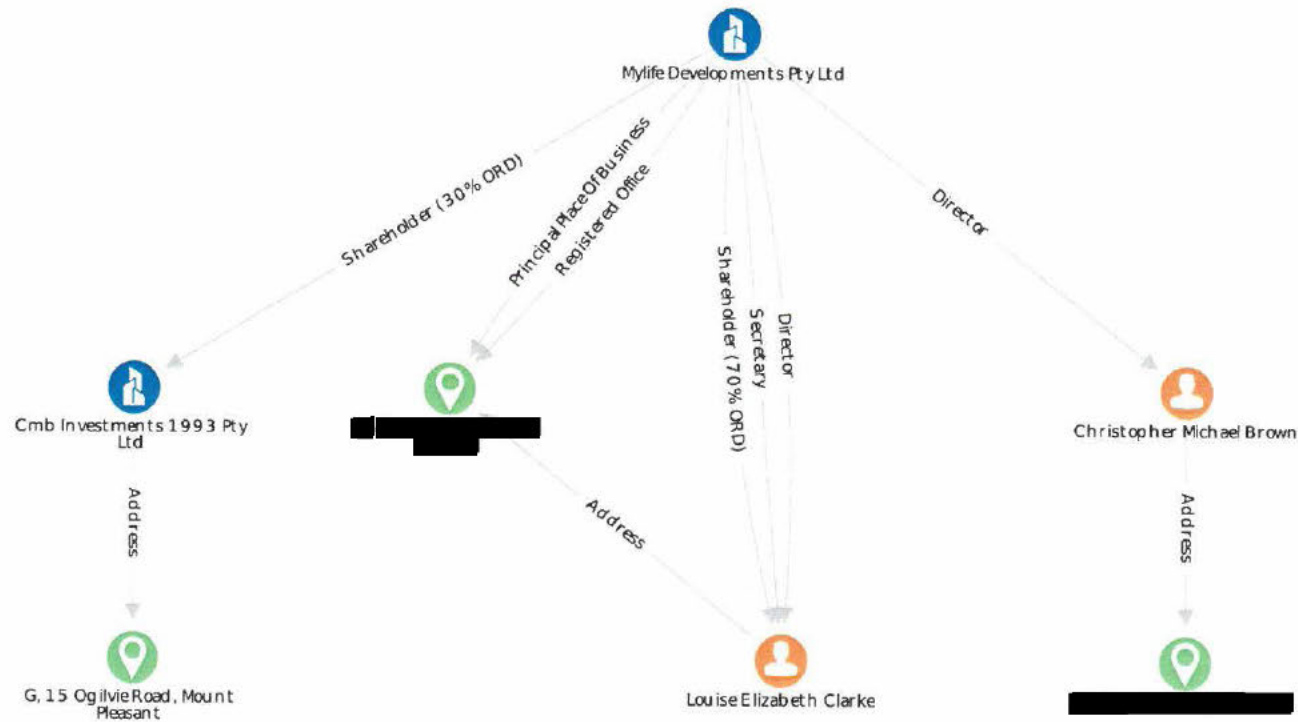 Mylife Developments Pty Ltd
Shareholder (30% ORD)
Principal Place Of Business
Registered Office
Shareholder (70% ORD)
Secretary
Director
Director
Cmb Investments 1993 Pty
Ltd
Christopher Michael Brown
Address
Address
Address
G, 15 Ogilvie Road, Mount
Pleasant
Louise Elizabeth Clarke